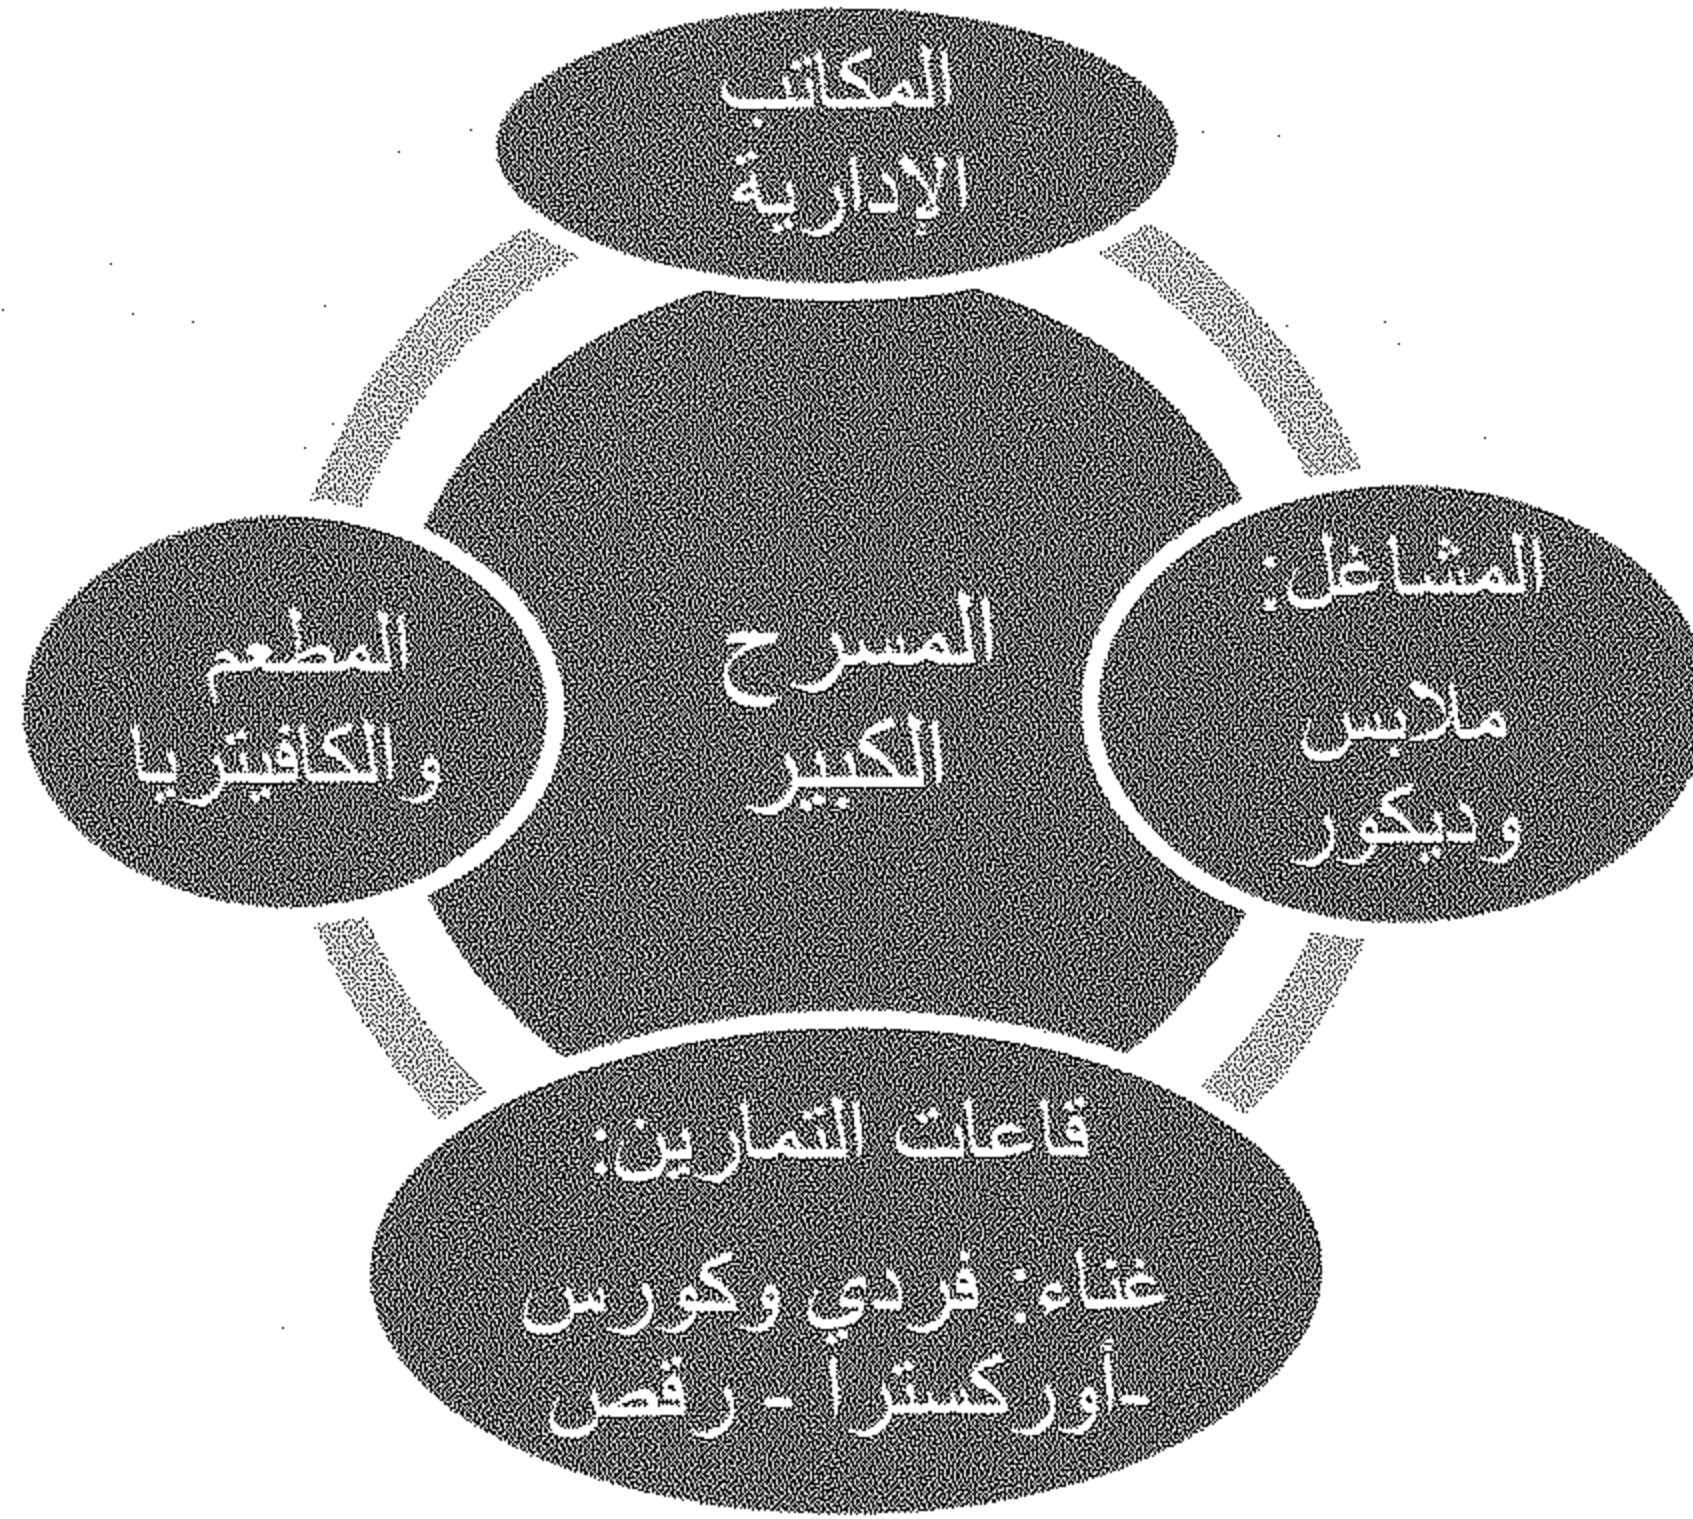 المكاتب
الإدارية
المشاغل:
ملابس
وديكور
المسرح
الكبير
المطعم
والكافيتريا
قاعات التمارين:
غناء: فردي وكورس
-أوركسترا - رقص